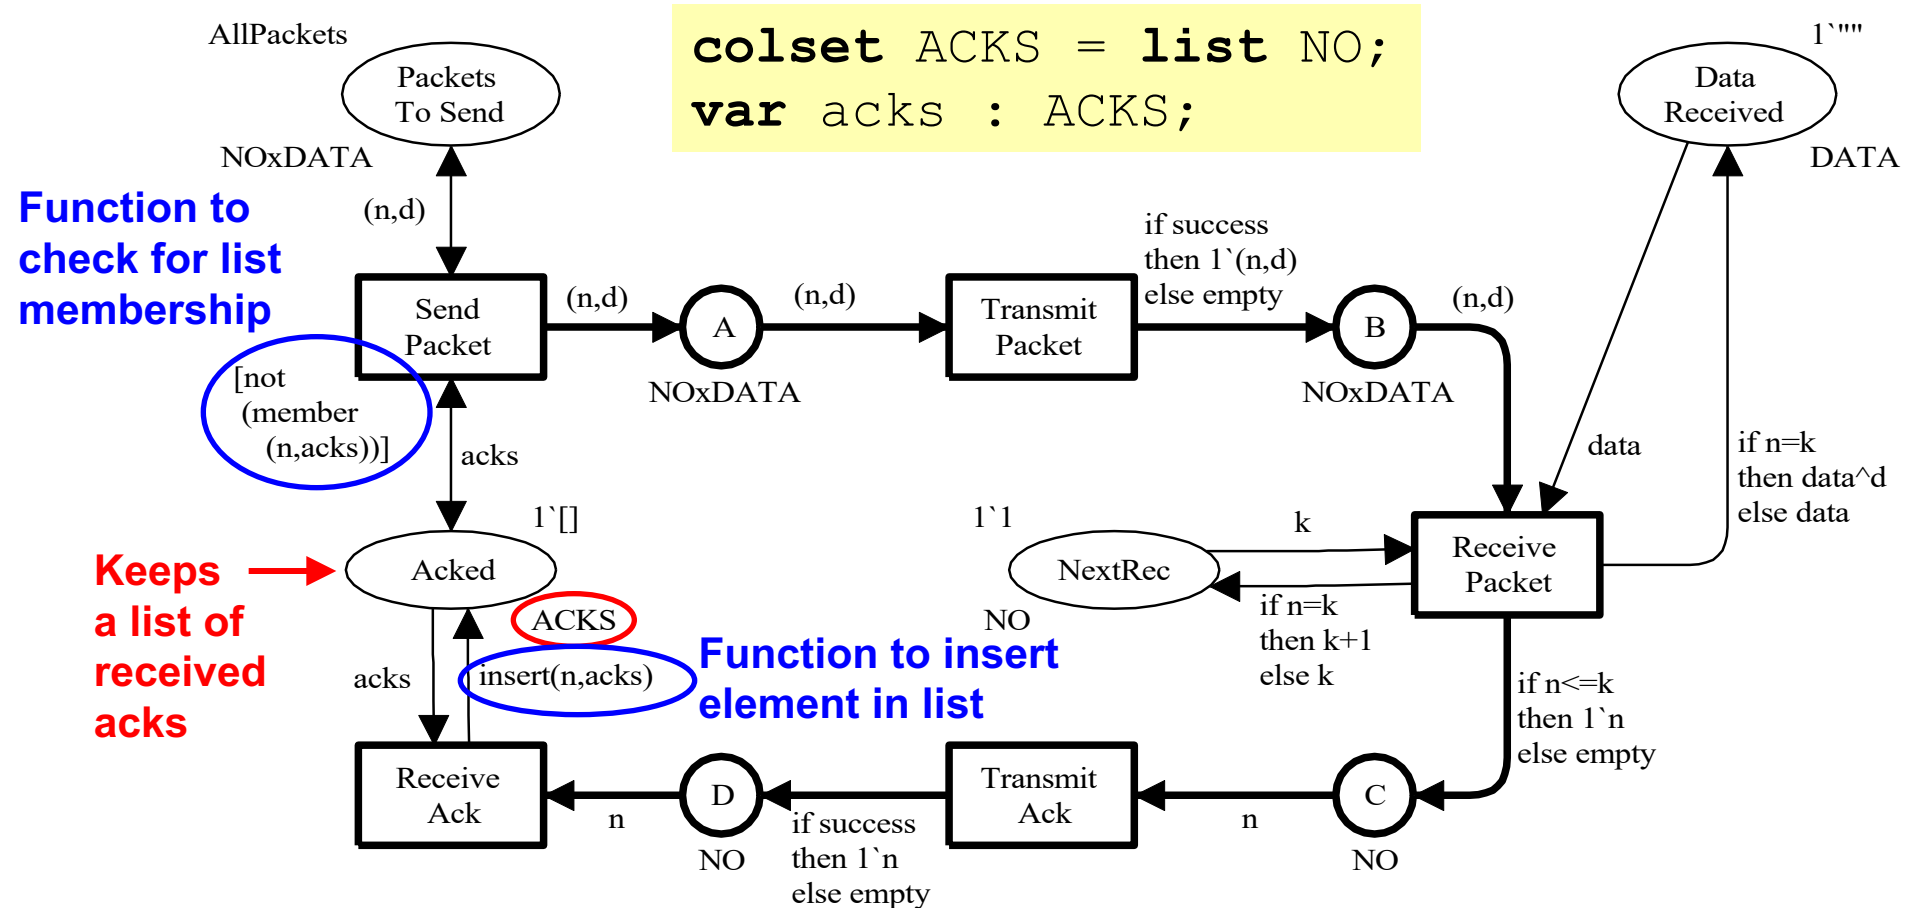 AllPackets
Packets
To Send
NOxDATA
(n,d)
colset ACKS = list NO;
var acks : ACKS;
1`""
Data
Received
DATA
Function to
check for list
membership
Send
Packet
[not
(member
(n,acks))]
(n,d)
A
NOxDATA
(n,d)
Transmit
Packet
if success
then 1`(n,d)
else empty
B
NOxDATA
(n,d)
data
if n=k
then data^d
else data
acks
1`[]
Acked
ACKS
Keeps
a list of
received
acks
acks
insert(n,acks)
Function to insert
element in list
1`1
NextRec
NO
k
if n=k
then k+1
else k
Receive
Packet
if n<=k
then 1`n
else empty
Receive
Ack
n
D
NO
if success
then 1`n
else empty
Transmit
Ack
n
C
NO